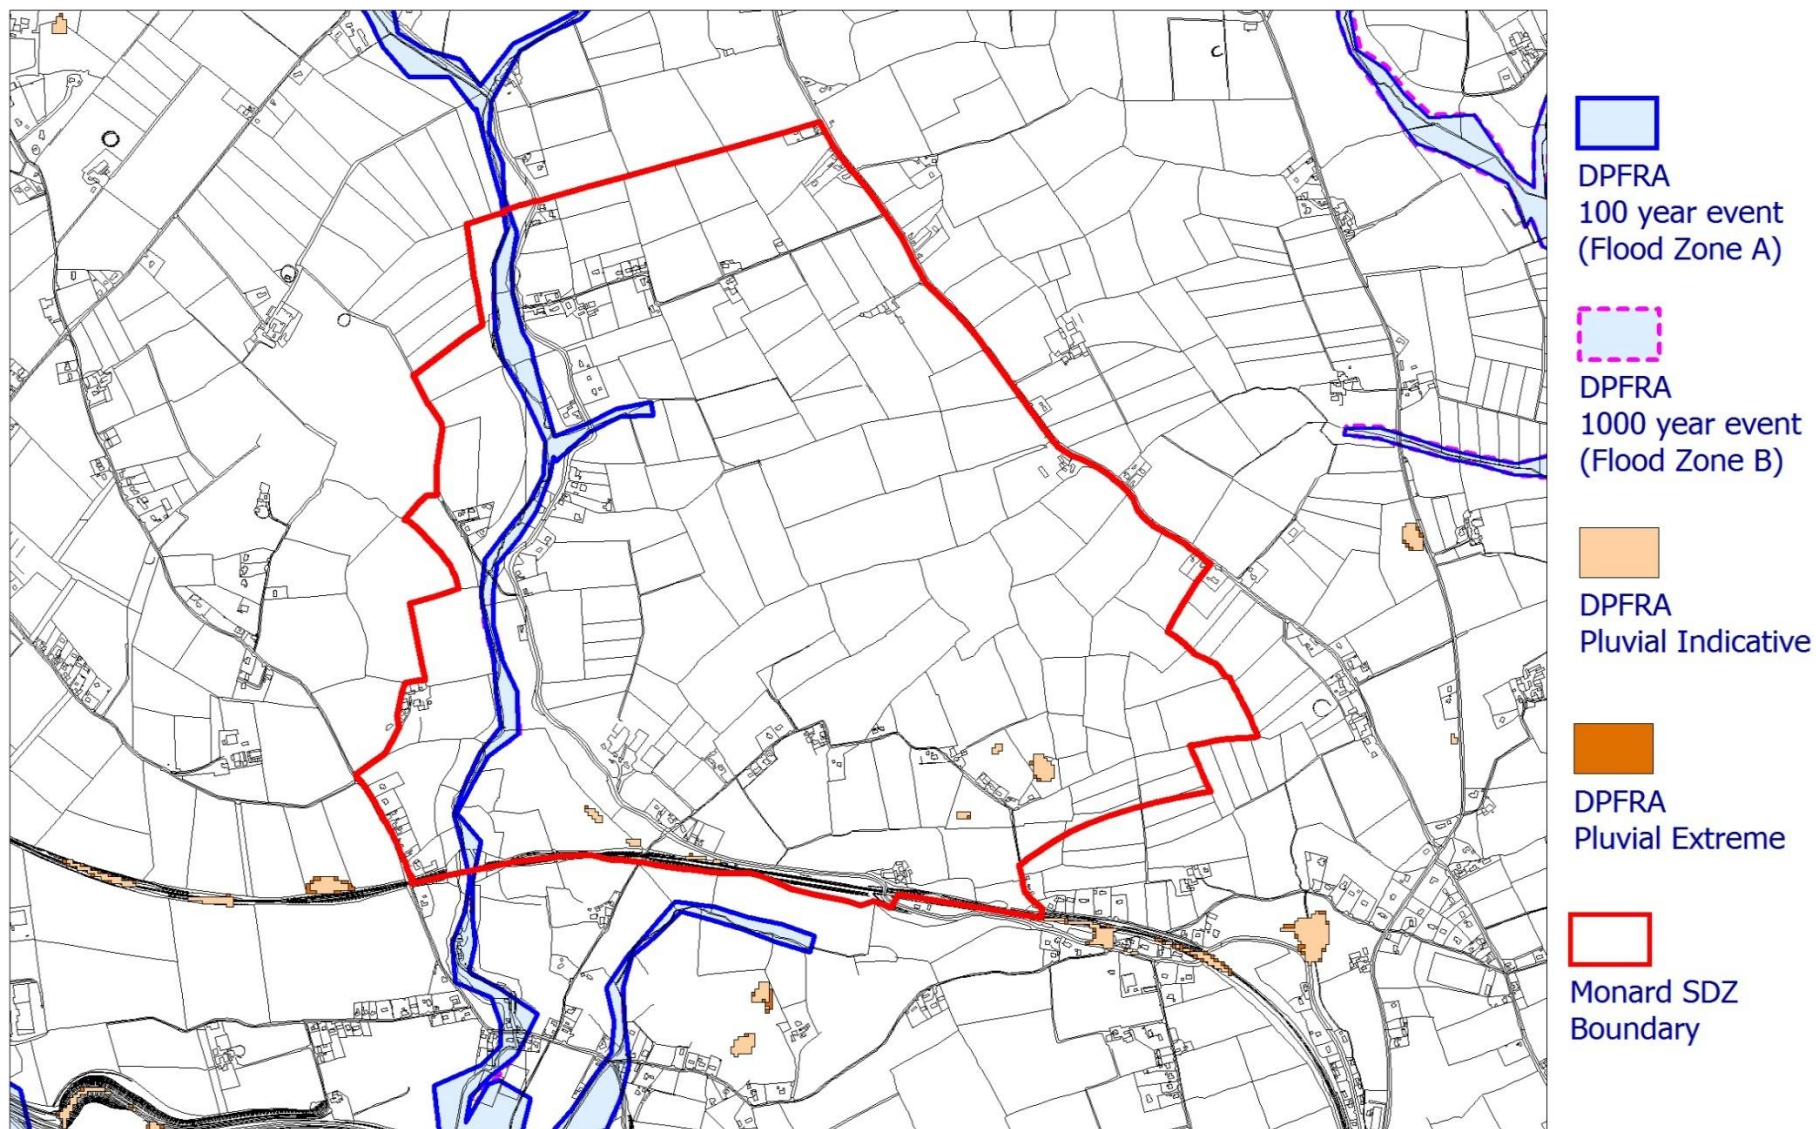 DPFRA
100 year event
(Flood Zone A)
DPFRA
1000 year event
(Flood Zone B)
DPFRA
Pluvial Indicative
DPFRA
Pluvial Extreme
Monard SDZ
Boundary